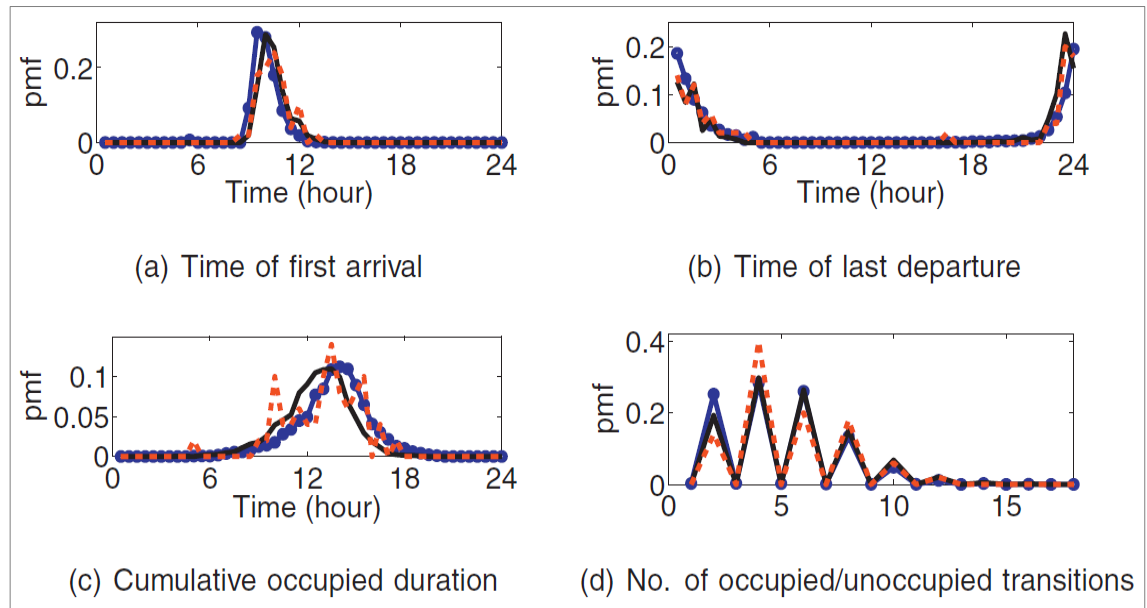 pmf
0.2
0
0 6 12 18 24
Time (hour)
(a) Time of first arrival
pmf
0.2
0.1
0
6 12 18 24
Time (hour)
(b) Time of last departure
pmf
0.1
0.05
0
0 6 12 18 24
Time (hour)
(c) Cumulative occupied duration
pmf
0.4
0.2
0
0 5 10 15
(d) No. of occupied/unoccupied transitions